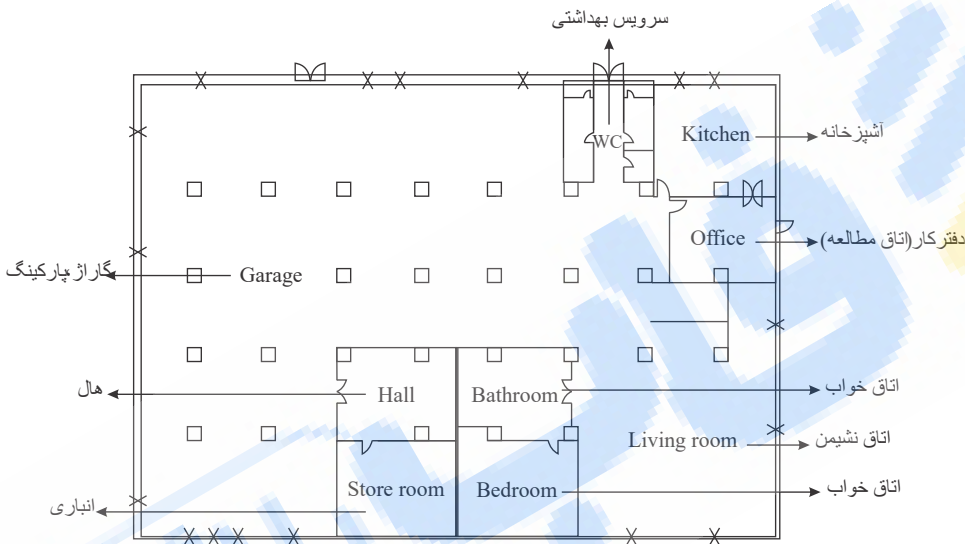 سرویس بهداشتی
WC
Kitchen
آشپزخانه
Office
دفترکار(اتاق مطالعه)
Garage
گاراژ،پارکینگ
Hall
هال
Bathroom
اتاق خواب
Living room
اتاق نشیمن
Store room
انباری
Bedroom
اتاق خواب